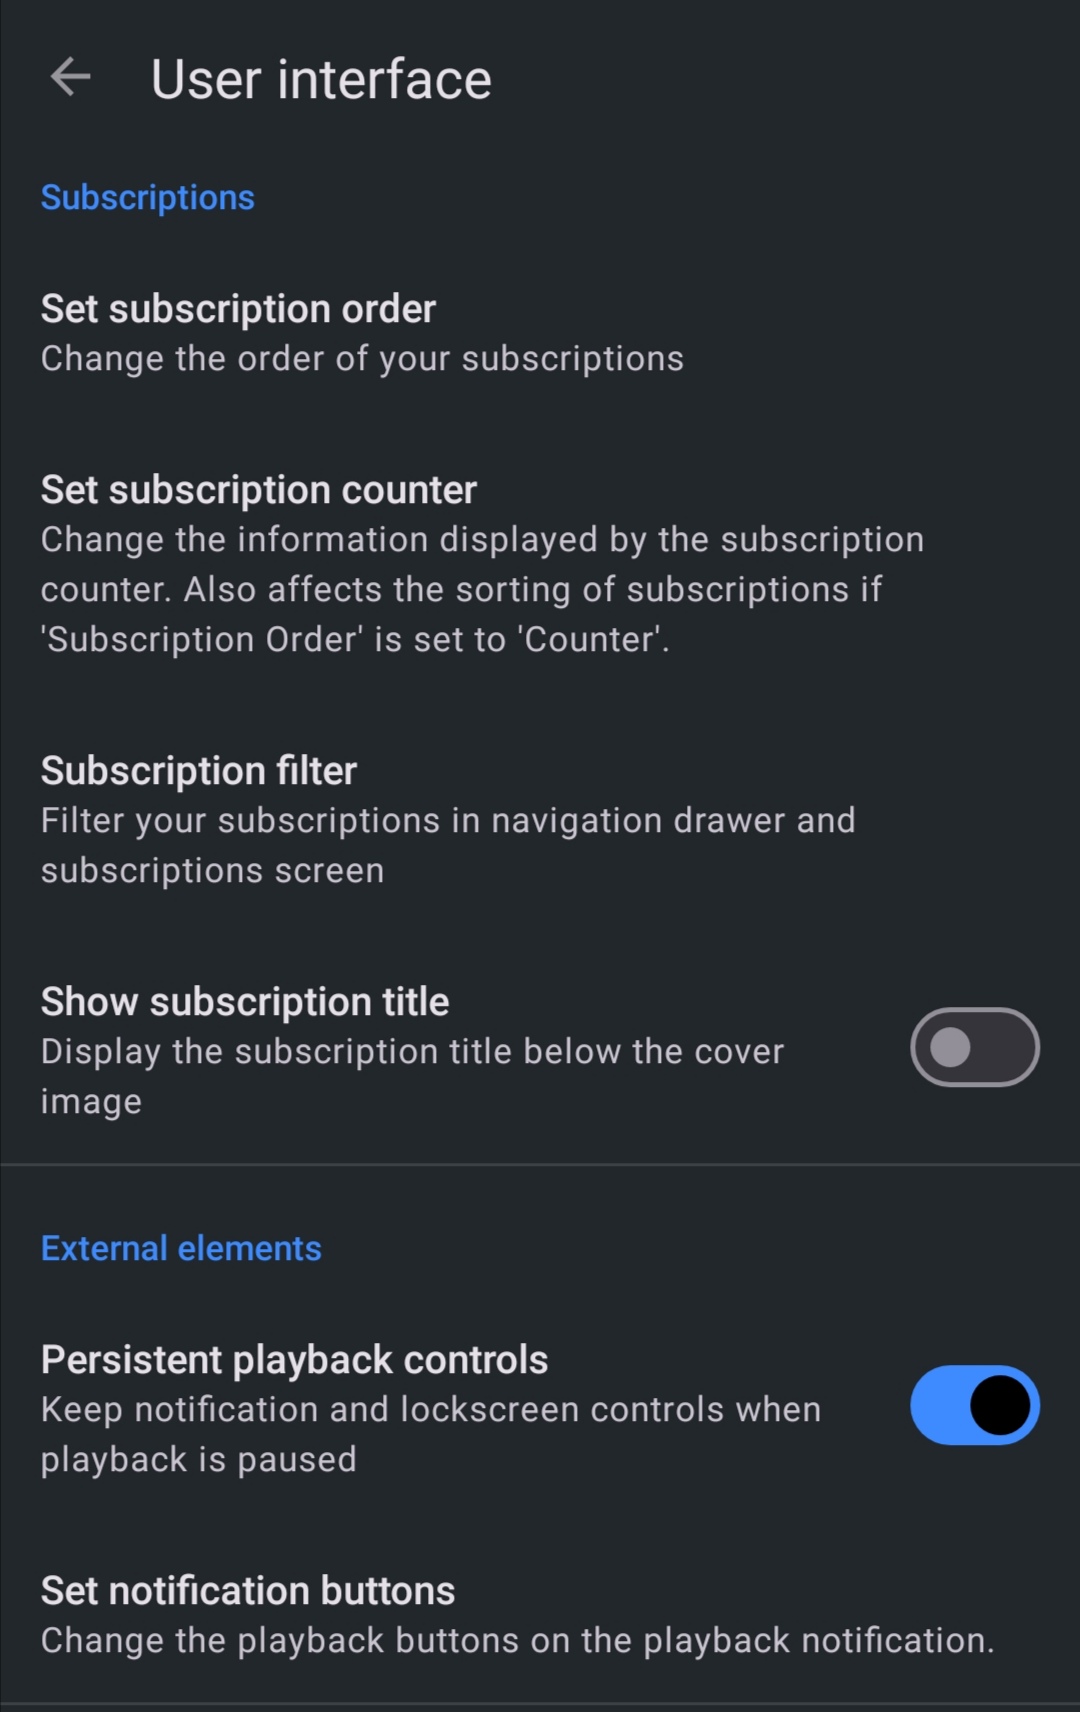 User interface
Subscriptions
Set subscription order
Change the order of your subscriptions
Set subscription counter
Change the information displayed by the subscription
counter. Also affects the sorting of subscriptions if
'Subscription Order' is set to 'Counter'.
Subscription filter
Filter your subscriptions in navigation drawer and
subscriptions screen
Show subscription title
Display the subscription title below the cover
image
External elements
Persistent playback controls
Keep notification and lockscreen controls when
playback is paused
Set notification buttons
Change the playback buttons on the playback notification.